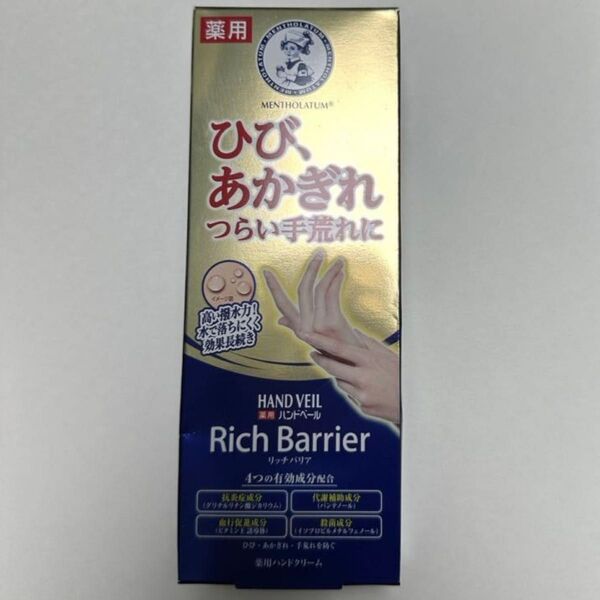 薬用
MENTHOLATUM MENTHOLATUM MENTHOLATUM
MENTHOLATUM®
ひび、
あかぎれ
つらい手荒れに
イメージ図
高い撥水力!
水で落ちにくく
効果長続き
HAND VEIL
薬用 ハンドベール
Rich Barrier
リッチバリア
4つの有効成分配合
抗炎症成分
(グリチルリチン酸ジカリウム)
代謝補助成分
(パンテノール)
血行促進成分
(ビタミンE誘導体)
殺菌成分
(イソプロピルメチルフェノール)
ひび・あかぎれ・手荒れを防ぐ
薬用ハンドクリーム